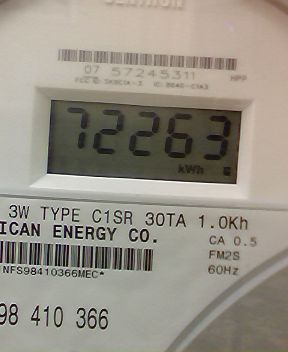 07 57245311 HPP
72263
kWh
3W TYPE C1SR 30TA 1.0Kh
ICAN ENERGY CO.
CA 0.5
FM2S
60Hz
NFS98410366MEC*
98 410 366